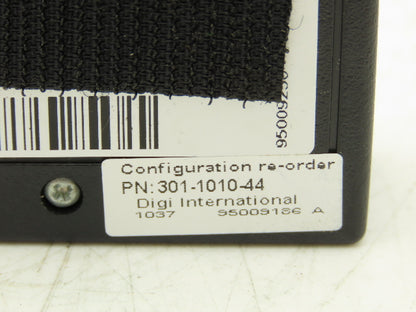 Configuration re-order
PN: 301-1010-44
Digi International
1037 95009186 A